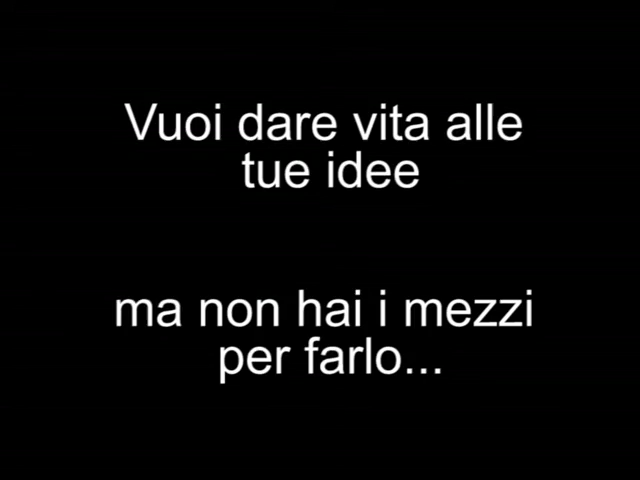 Vuoi dare vita alle
tue idee
ma non hai i mezzi
per farlo...